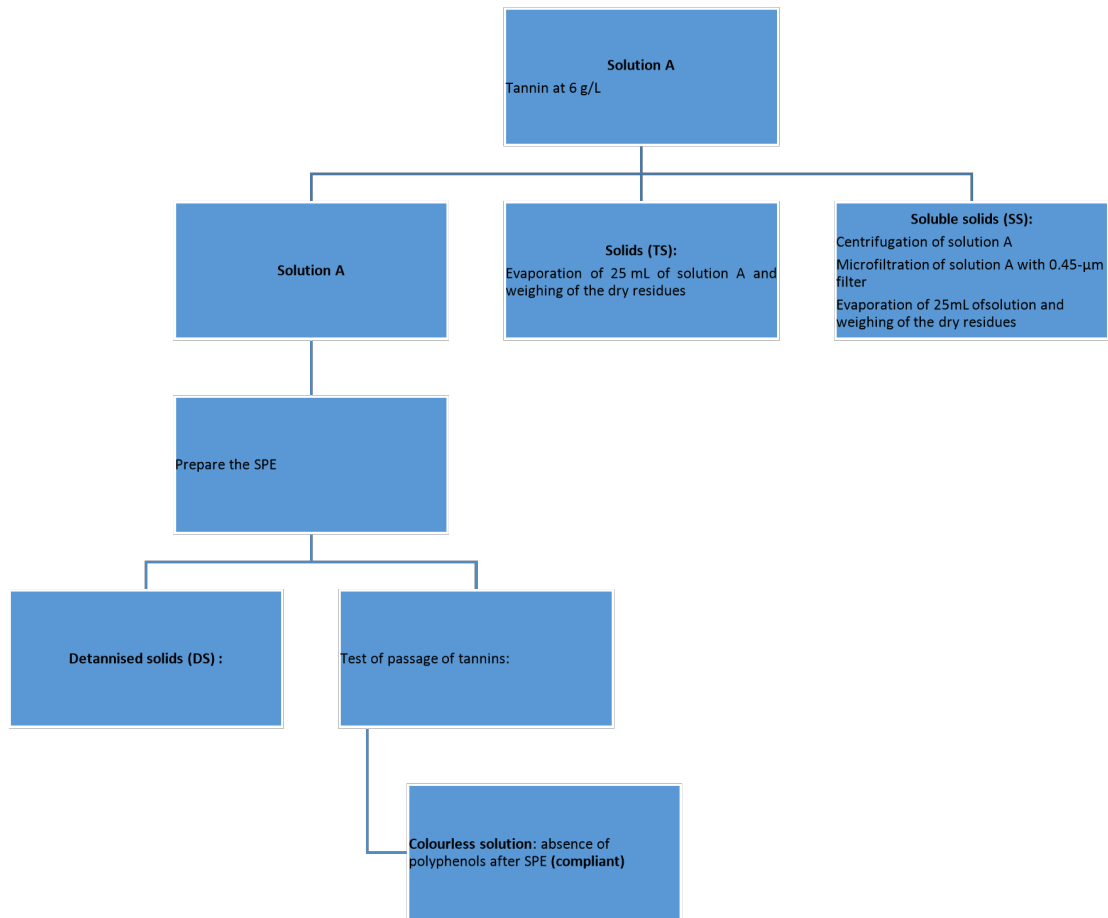 Solution A
Tannin at 6 g/L
Solution A
Solids (TS):
Evaporation of 25 mL of solution A and
weighing of the dry residues
Soluble solids (SS):
Centrifugation of solution A
Microfiltration of solution A with 0.45-µm
filter
Evaporation of 25mL ofsolution and
weighing of the dry residues
Prepare the SPE
Detannised solids (DS) :
Test of passage of tannins:
Colourless solution: absence of
polyphenols after SPE (compliant)